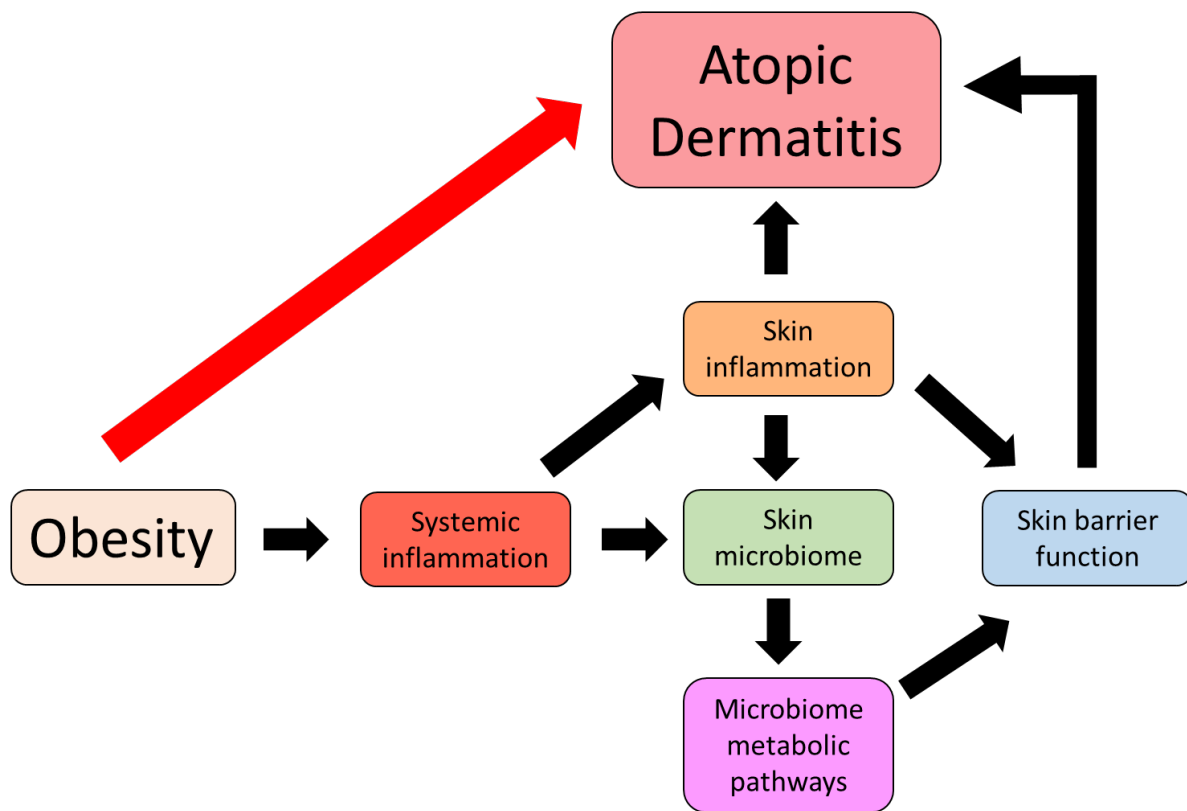 Atopic
Dermatitis
Skin
inflammation
Obesity
Systemic
inflammation
Skin
microbiome
Skin barrier
function
Microbiome
metabolic
pathways